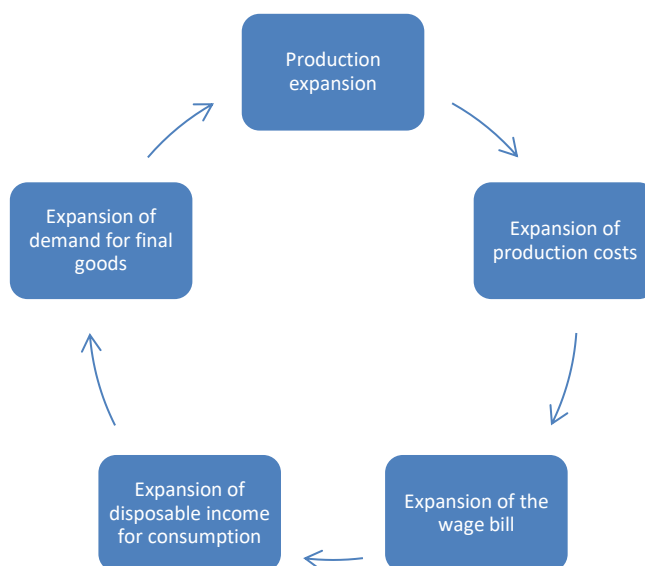 Production
expansion
Expansion of
production costs
Expansion of the
wage bill
Expansion of
disposable income
for consumption
Expansion of
demand for final
goods